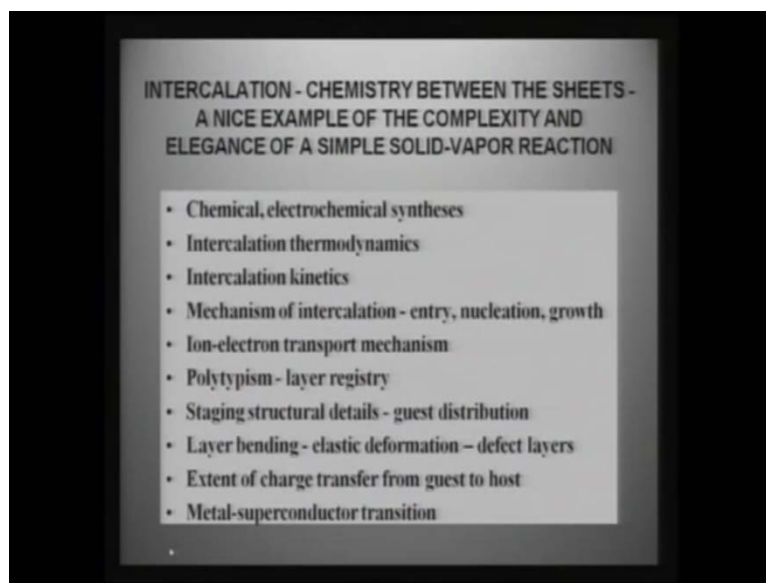 INTERCALATION - CHEMISTRY BETWEEN THE SHEETS -
A NICE EXAMPLE OF THE COMPLEXITY AND
ELEGANCE OF A SIMPLE SOLID-VAPOR REACTION
• Chemical, electrochemical syntheses
• Intercalation thermodynamics
• Intercalation kinetics
• Mechanism of intercalation - entry, nucleation, growth
• Ion-electron transport mechanism
• Polytypism - layer registry
• Staging structural details - guest distribution
• Layer bending - elastic deformation – defect layers
• Extent of charge transfer from guest to host
• Metal-superconductor transition